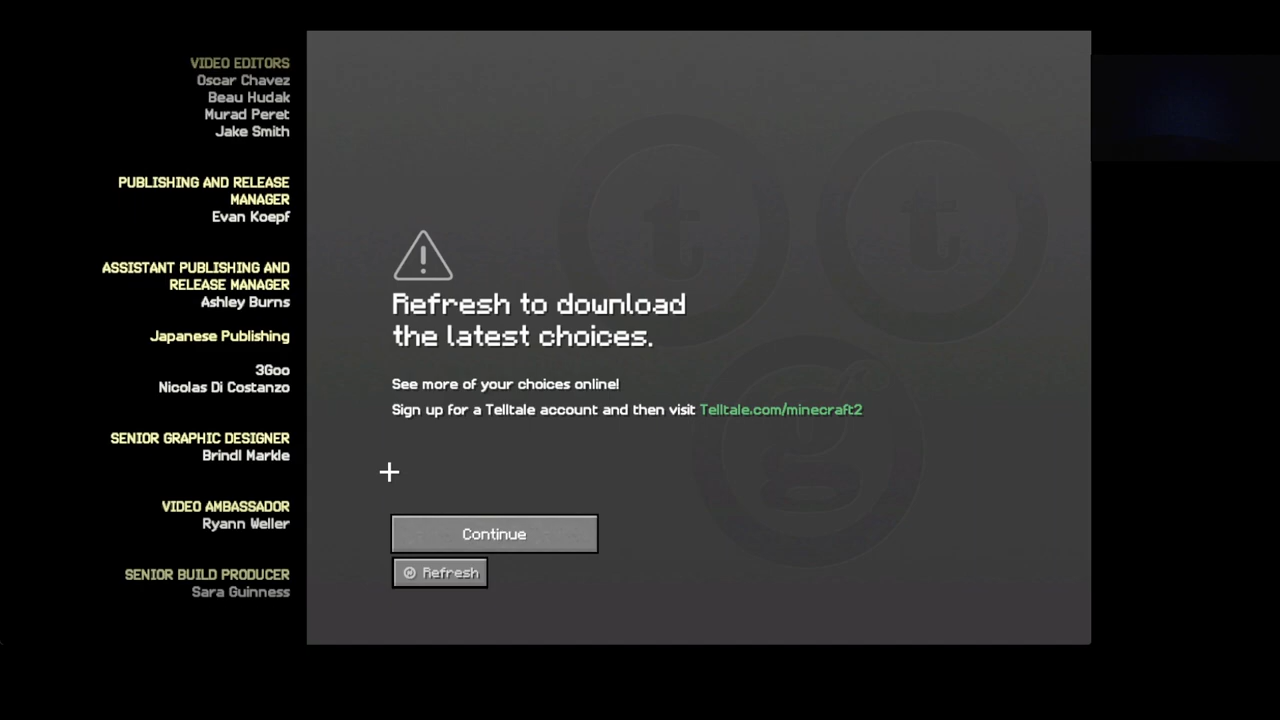 VIDEO EDITORS
Oscar Chavez
Beau Hudak
Murad Peret
Jake Smith
PUBLISHING AND RELEASE
MANAGER
Evan Koepf
ASSISTANT PUBLISHING AND
RELEASE MANAGER
Ashley Burns
Japanese Publishing
3Goo
Nicolas Di Costanzo
SENIOR GRAPHIC DESIGNER
Brindl Markle
VIDEO AMBASSADOR
Ryann Weller
SENIOR BUILD PRODUCER
Sara Guinness
Refresh to download
the latest choices.
See more of your choices online!
Sign up for a Telltale account and then visit Telltale.com/minecraft2
Continue
Refresh